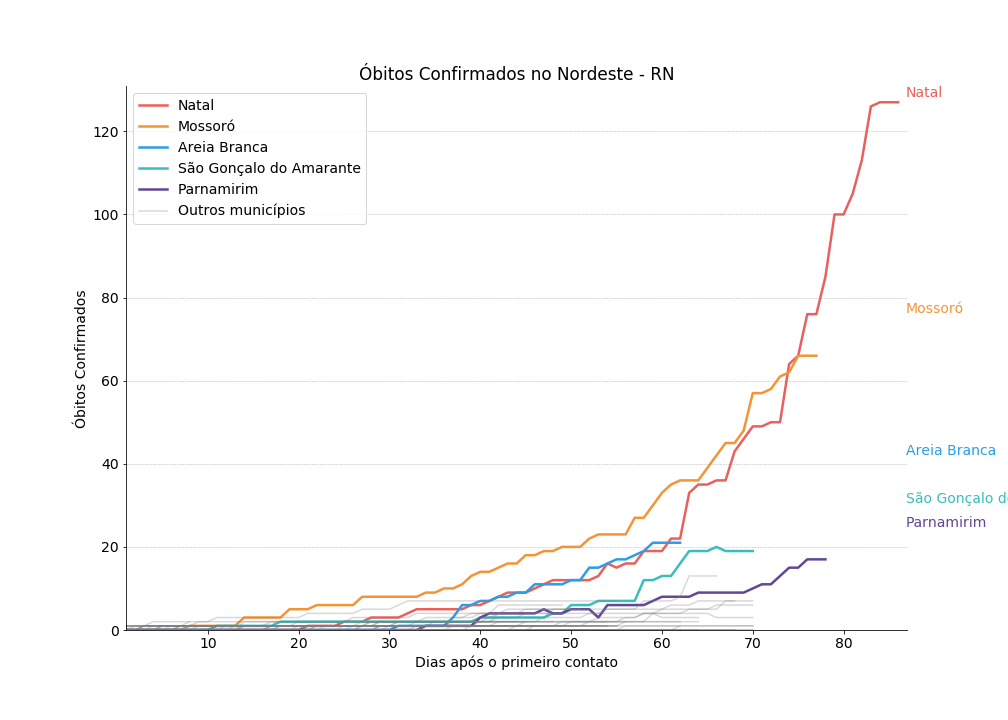 Óbitos Confirmados no Nordeste - RN
Natal
Mossoró
Areia Branca
São Gonçalo do Amarante
Parnamirim
Outros municípios
Natal
Mossoró
Areia Branca
São Gonçalo d
Parnamirim
Óbitos Confirmados
120
100
80
60
40
20
0
10
20
30
40
50
60
70
80
Dias após o primeiro contato